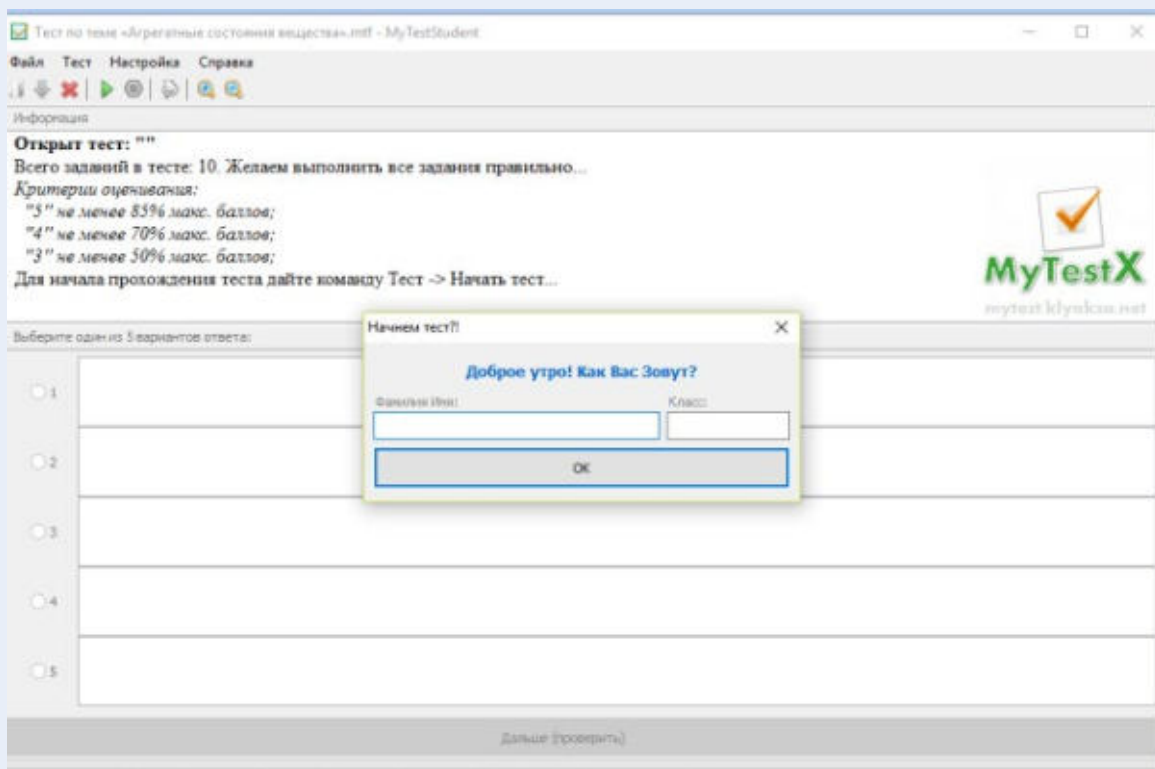 Тест по теме «Агрегатные состояния вещества».mtf - MyTestStudent
Файл Тест Настройка Справка
Информация
Открыт тест: ""
Всего заданий в тесте: 10. Желаем выполнить все задания правильно...
Критерии оценивания:
"5" не менее 85% макс. баллов;
"4" не менее 70% макс. баллов;
"3" не менее 50% макс. баллов;
Для начала прохождения теста дайте команду Тест -> Начать тест...
MyTestX
mytest.klyaksa.net
Выберите один из 5 вариантов ответа:
Начнем тест?!
Доброе утро! Как Вас Зовут?
Фамилия Имя:
Класс:
OK
1
2
3
4
5
Дальше (проверить)